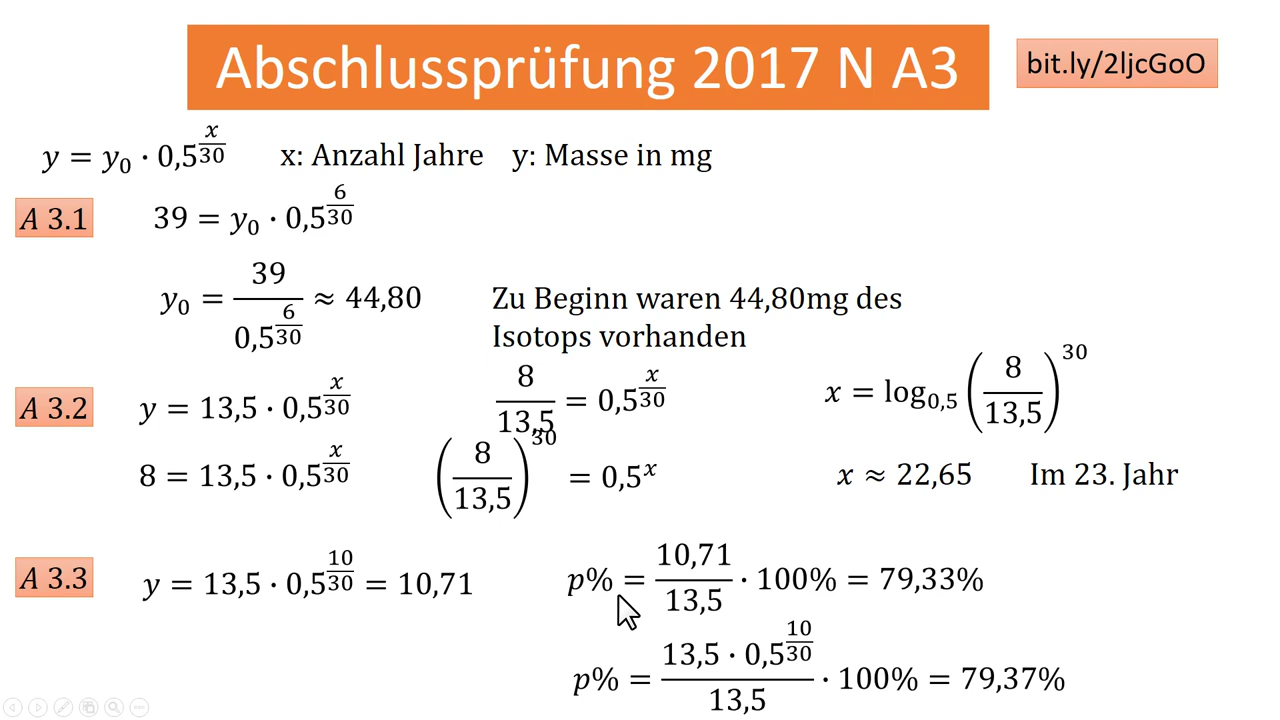 Abschlussprüfung 2017 N A3
bit.ly/2ljcGoO
y = y₀ · 0,5^(x/30) x: Anzahl Jahre y: Masse in mg
A 3.1
39 = y₀ · 0,5^(6/30)
y₀ = 39/0,5^(6/30) ≈ 44,80
Zu Beginn waren 44,80mg des
Isotops vorhanden
A 3.2
y = 13,5 · 0,5^(x/30)
8 = 13,5 · 0,5^(x/30)
8/13,5 = 0,5^(x/30)
(8/13,5)^30 = 0,5^x
x = log₀,₅ (8/13,5)^30
x ≈ 22,65 Im 23. Jahr
A 3.3
y = 13,5 · 0,5^(10/30) = 10,71
p% = 10,71/13,5 · 100% = 79,33%
p% = (13,5 · 0,5^(10/30))/13,5 · 100% = 79,37%